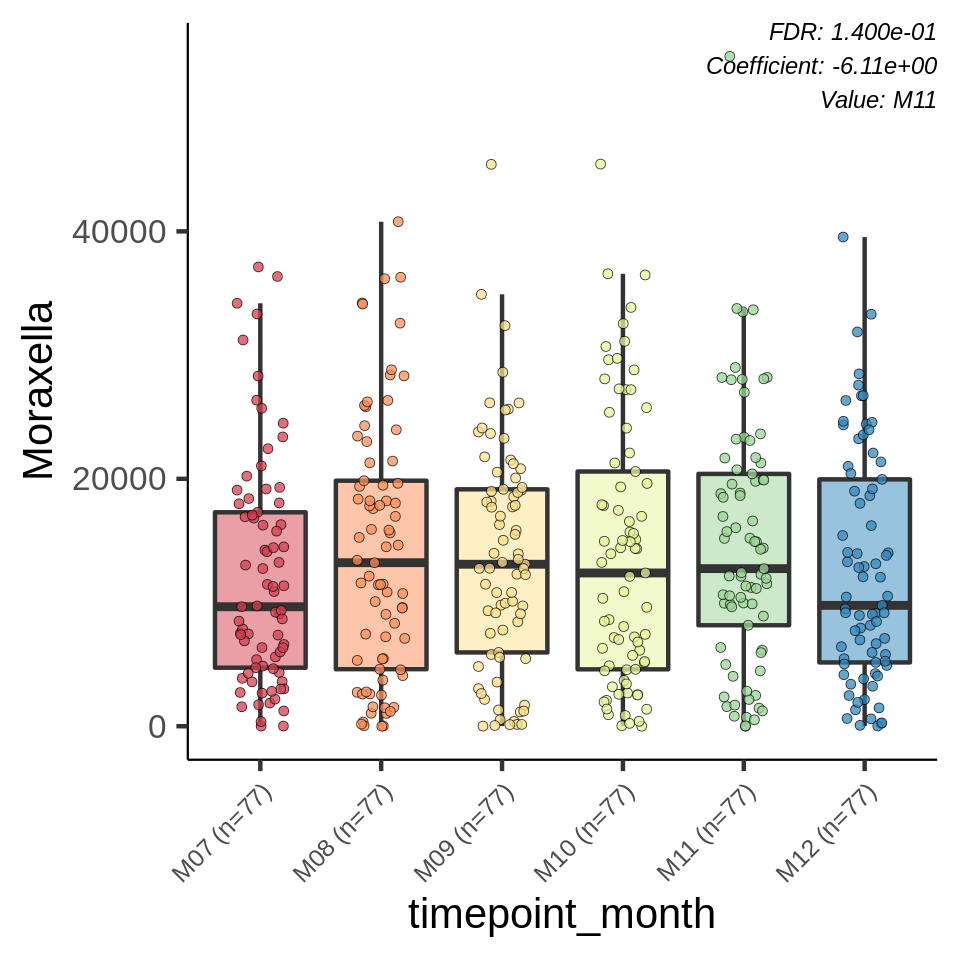 FDR: 1.400e-01
Coefficient: -6.11e+00
Value: M11
Moraxella
40000
20000
0
M07 (n=77)
M08 (n=77)
M09 (n=77)
M10 (n=77)
M11 (n=77)
M12 (n=77)
timepoint_month